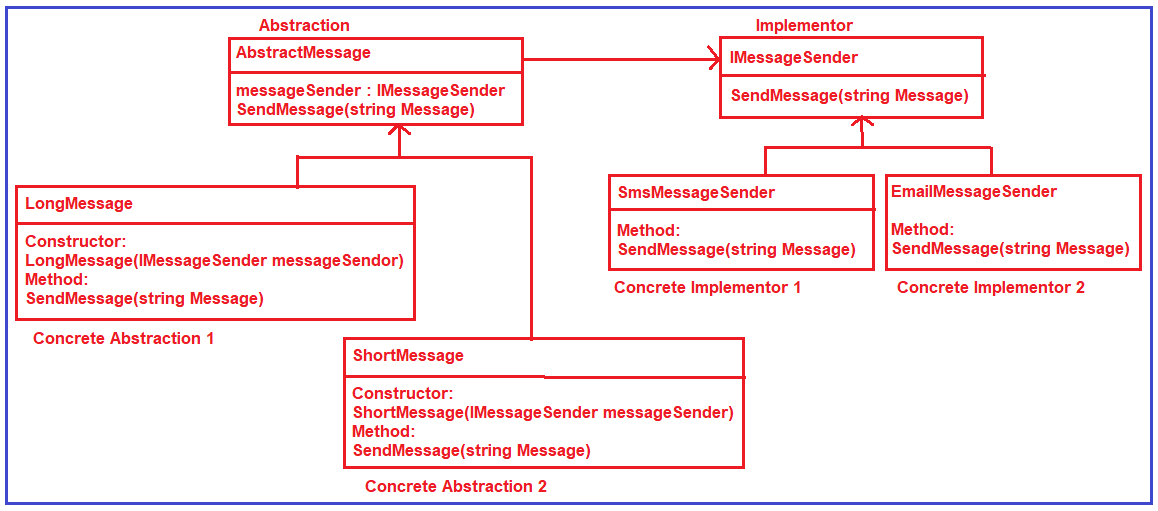 Abstraction
AbstractMessage
messageSender : IMessageSender
SendMessage(string Message)
Implementor
IMessageSender
SendMessage(string Message)
LongMessage
Constructor:
LongMessage(IMessageSender messageSendor)
Method:
SendMessage(string Message)
Concrete Abstraction 1
SmsMessageSender
Method:
SendMessage(string Message)
Concrete Implementor 1
EmailMessageSender
Method:
SendMessage(string Message)
Concrete Implementor 2
ShortMessage
Constructor:
ShortMessage(IMessageSender messageSender)
Method:
SendMessage(string Message)
Concrete Abstraction 2